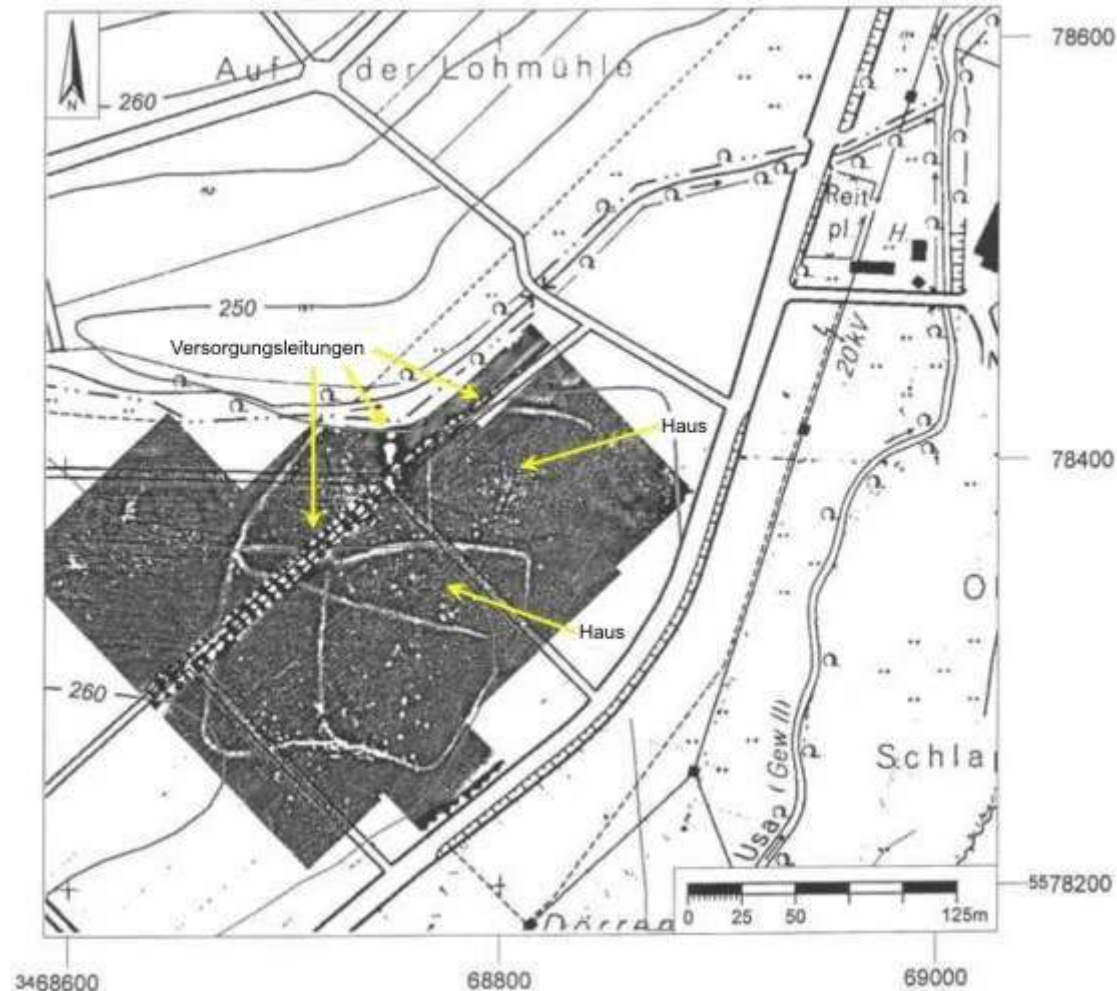 78600
Auf der Lohmühle
N
260
Reit
pl
H
250
20kV
Versorgungsleitungen
Haus
78400
Haus
260
O
Usa (Gew III)
Schla
5578200
0 25 50 125m
3468600 68800 69000